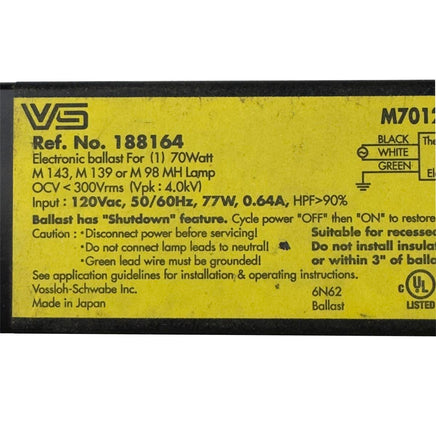 VS
M7012
Ref. No. 188164
Electronic ballast For (1) 70Watt
M 143, M 139 or M 98 MH Lamp
OCV < 300Vrms (Vpk : 4.0kV)
Input : 120Vac, 50/60Hz, 77W, 0.64A, HPF>90%
BLACK
WHITE
GREEN
The
El
Ballast has "Shutdown" feature. Cycle power "OFF" then "ON" to restore
Caution : •Disconnect power before servicing!
•Do not connect lamp leads to neutral!
•Green lead wire must be grounded!
Suitable for recessed
Do not install insulat
or within 3" of balla
See application guidelines for installation & operating instructions.
Vossloh-Schwabe Inc.
Made in Japan
6N62
Ballast
c UL
LISTED